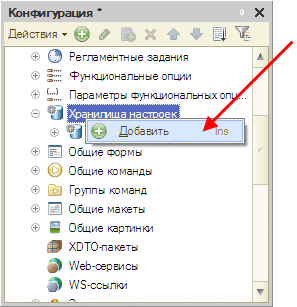 Конфигурация *
Действия
Регламентные задания
Функциональные опции
Параметры функциональных опц...
Хранилища настроек
Добавить Ins
Общие формы
Общие команды
Группы команд
Общие макеты
Общие картинки
XDTO-пакеты
Web-сервисы
WS-ссылки